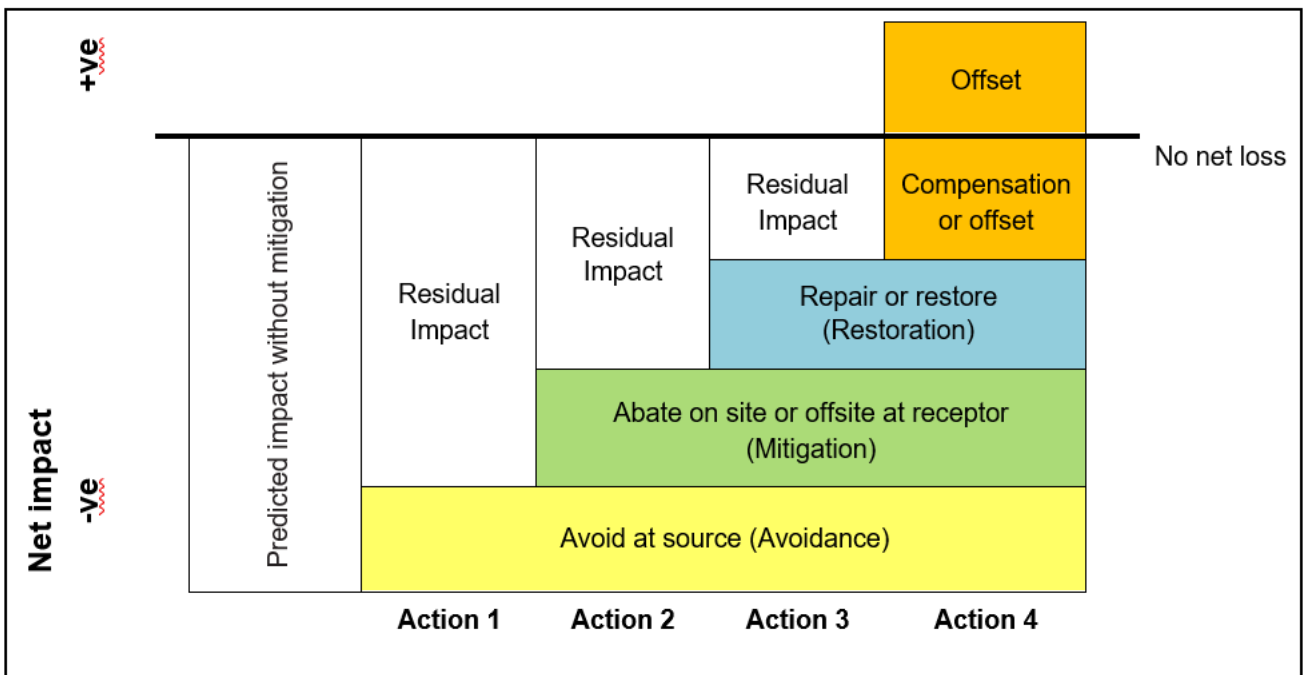 +ve
Offset
No net loss
Predicted impact without mitigation
Residual
Impact
Residual
Impact
Residual
Impact
Compensation
or offset
Repair or restore
(Restoration)
Abate on site or offsite at receptor
(Mitigation)
Net impact
-ve
Avoid at source (Avoidance)
Action 1
Action 2
Action 3
Action 4